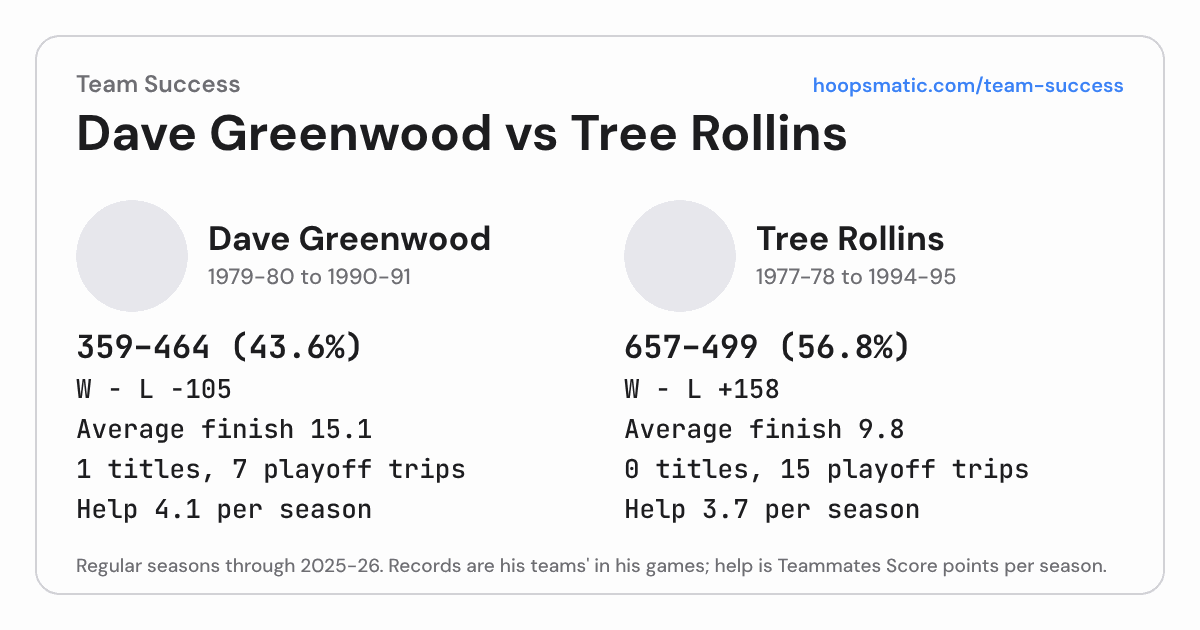 Team Success
hoopsmatic.com/team-success
Dave Greenwood vs Tree Rollins
Dave Greenwood
1979-80 to 1990-91
359-464 (43.6%)
W - L -105
Average finish 15.1
1 titles, 7 playoff trips
Help 4.1 per season
Tree Rollins
1977-78 to 1994-95
657-499 (56.8%)
W - L +158
Average finish 9.8
0 titles, 15 playoff trips
Help 3.7 per season
Regular seasons through 2025-26. Records are his teams' in his games; help is Teammates Score points per season.